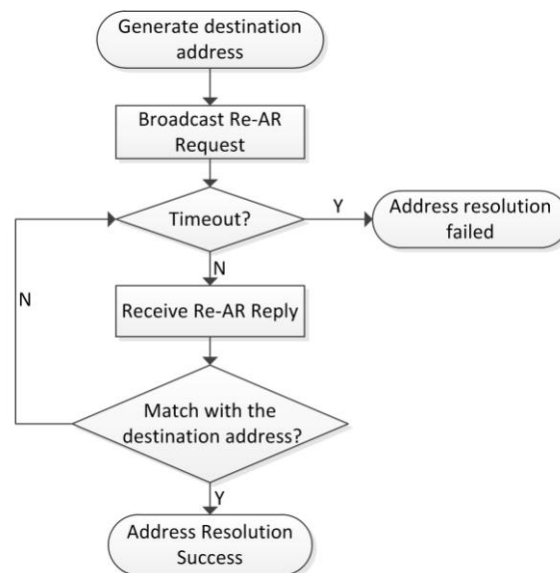 Generate destination
address
Broadcast Re-AR
Request
Timeout?
Y
Address resolution
failed
N
N
Receive Re-AR Reply
Match with the
destination address?
Y
Address Resolution
Success